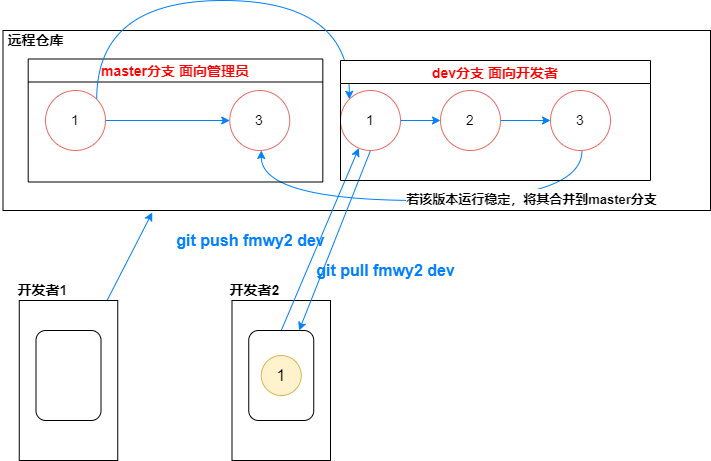 远程仓库
master分支 面向管理员
dev分支 面向开发者
1
3
1
2
3
若该版本运行稳定，将其合并到master分支
git push fmwy2 dev
git pull fmwy2 dev
开发者1
开发者2
1